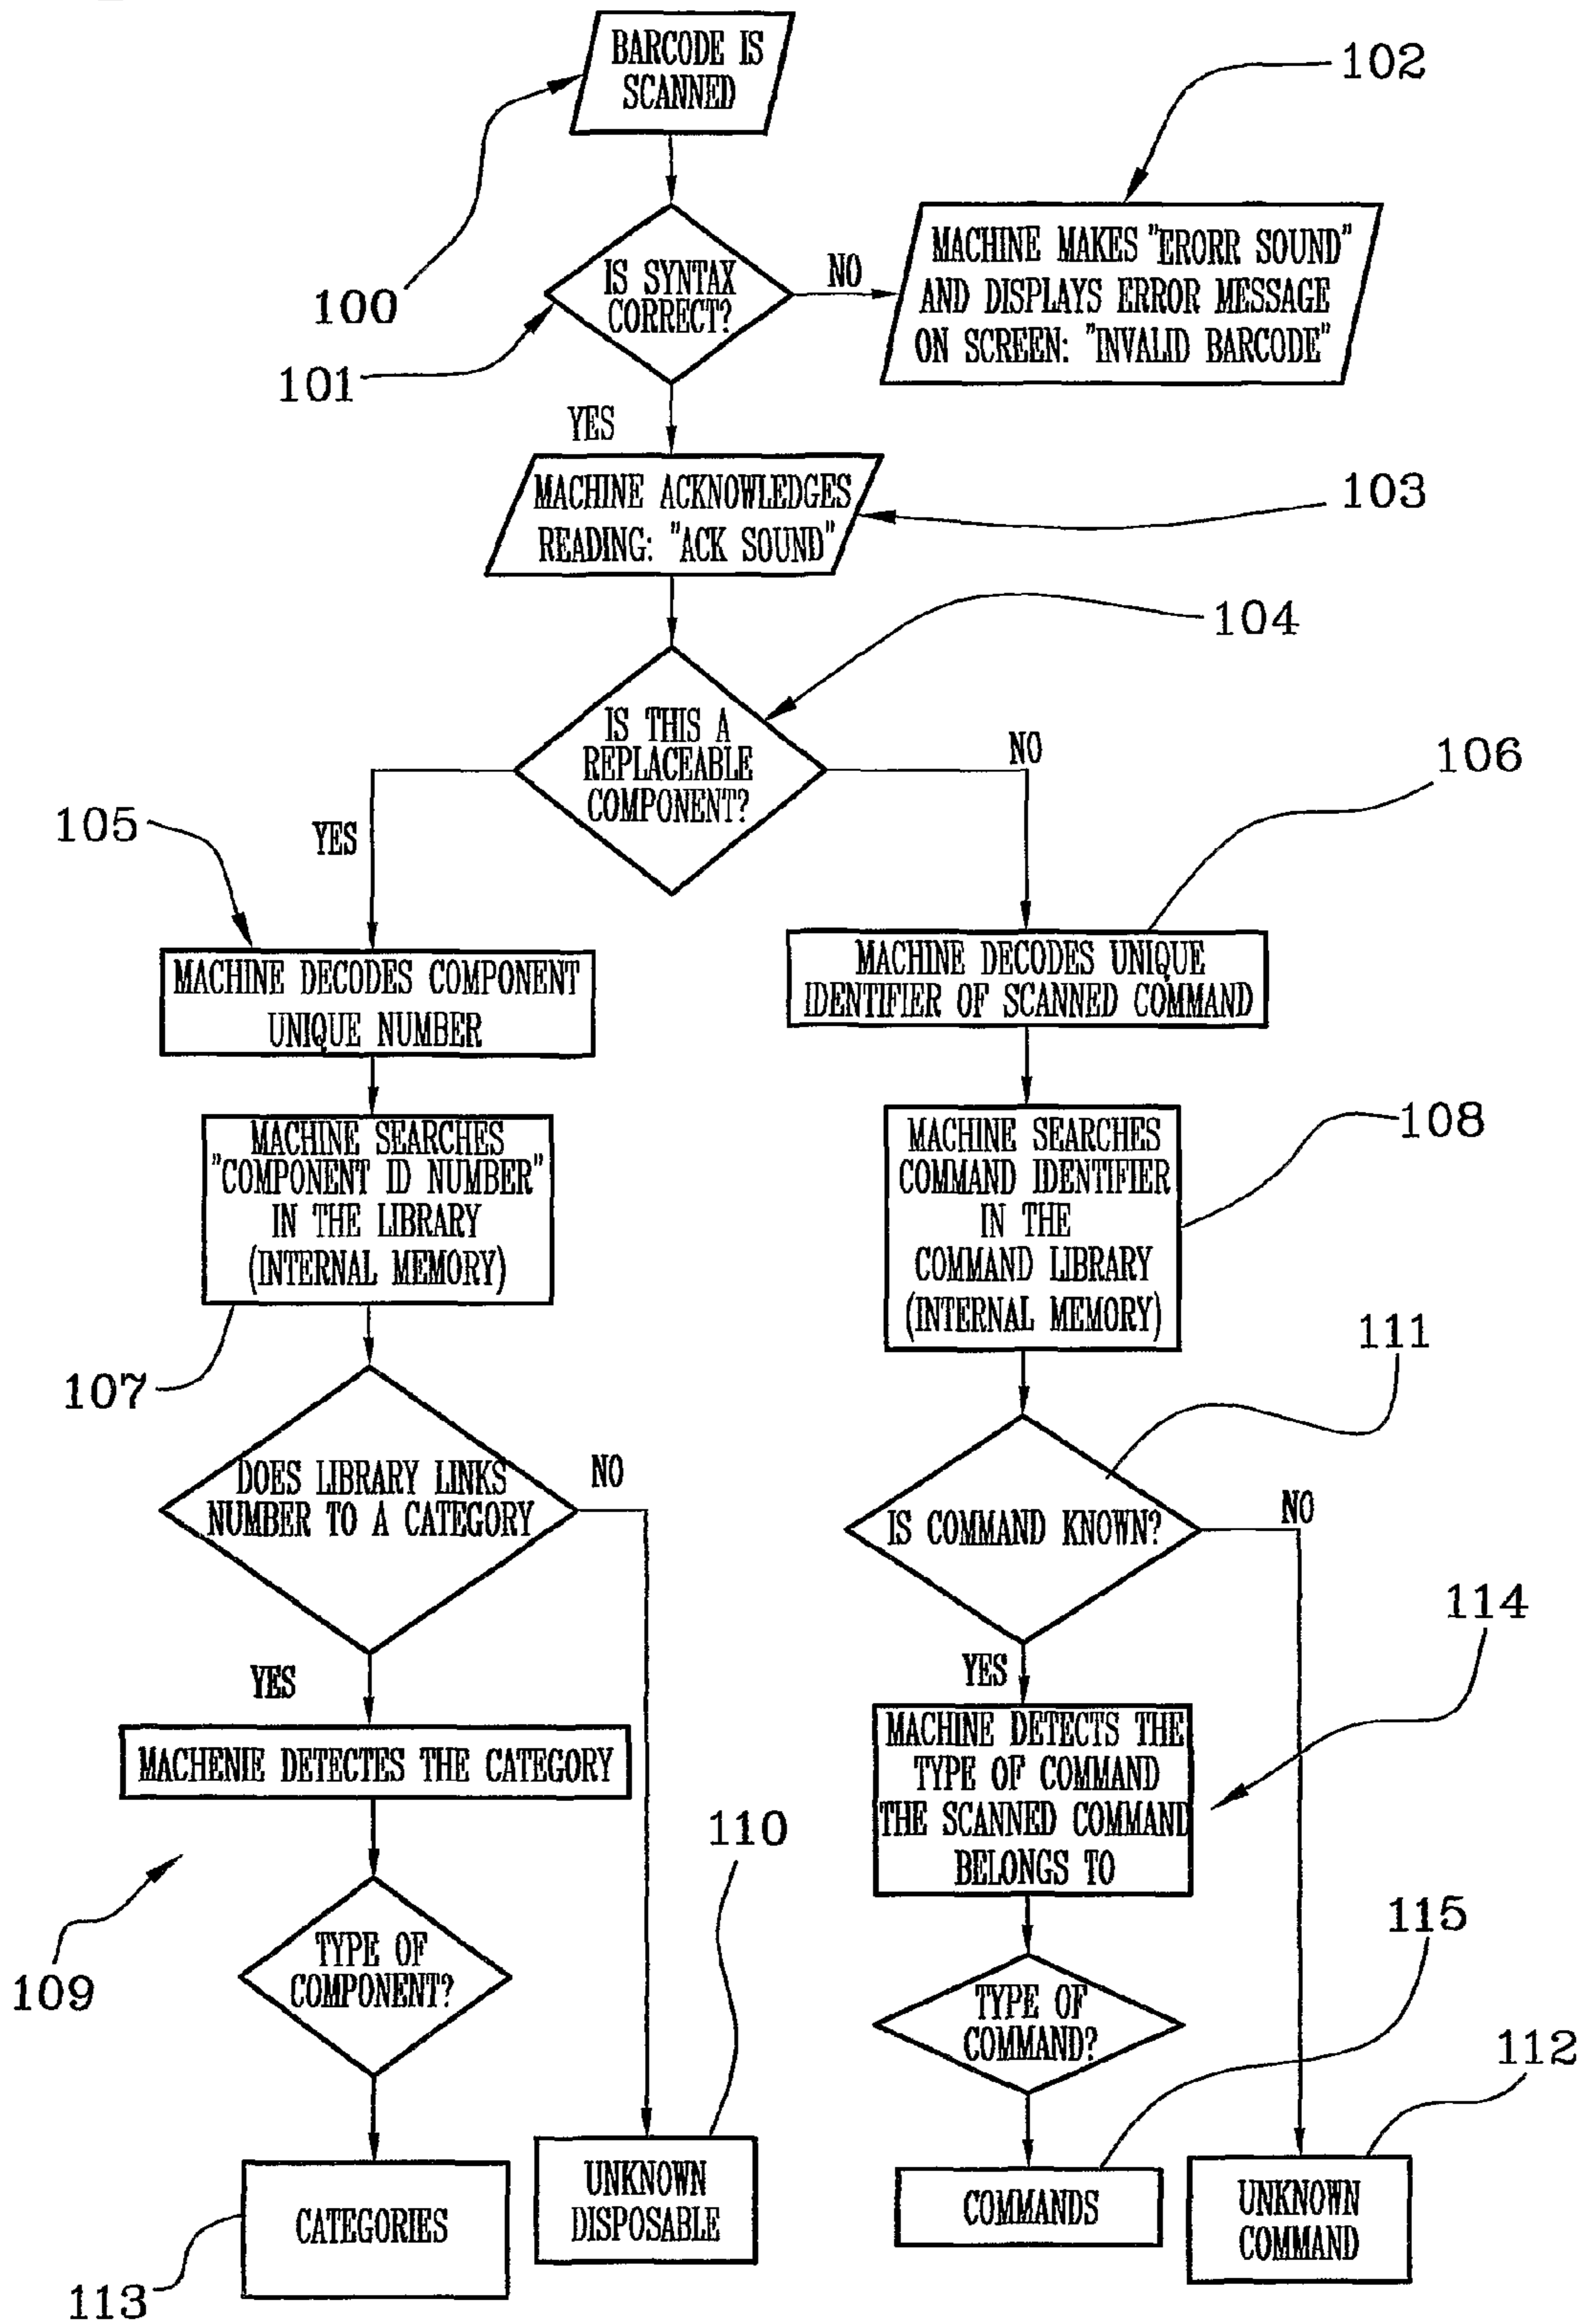 BARCODE IS
SCANNED
102
100
IS SYNTAX
CORRECT?
NO
MACHINE MAKES "ERORR SOUND"
AND DISPLAYS ERROR MESSAGE
ON SCREEN: "INVALID BARCODE"
101
YES
MACHINE ACKNOWLEDGES
READING: "ACK SOUND"
103
104
IS THIS A
REPLACEABLE
COMPONENT?
NO
106
105
YES
MACHINE DECODES COMPONENT
UNIQUE NUMBER
MACHINE DECODES UNIQUE
IDENTIFIER OF SCANNED COMMAND
MACHINE SEARCHES
"COMPONENT ID NUMBER"
IN THE LIBRARY
(INTERNAL MEMORY)
107
MACHINE SEARCHES
COMMAND IDENTIFIER
IN THE
COMMAND LIBRARY
(INTERNAL MEMORY)
108
111
DOES LIBRARY LINKS
NUMBER TO A CATEGORY
NO
IS COMMAND KNOWN?
NO
114
YES
YES
MACHENIE DETECTES THE CATEGORY
MACHINE DETECTS THE
TYPE OF COMMAND
THE SCANNED COMMAND
BELONGS TO
110
109
TYPE OF
COMPONENT?
115
TYPE OF
COMMAND?
112
CATEGORIES
113
UNKNOWN
DISPOSABLE
COMMANDS
UNKNOWN
COMMAND